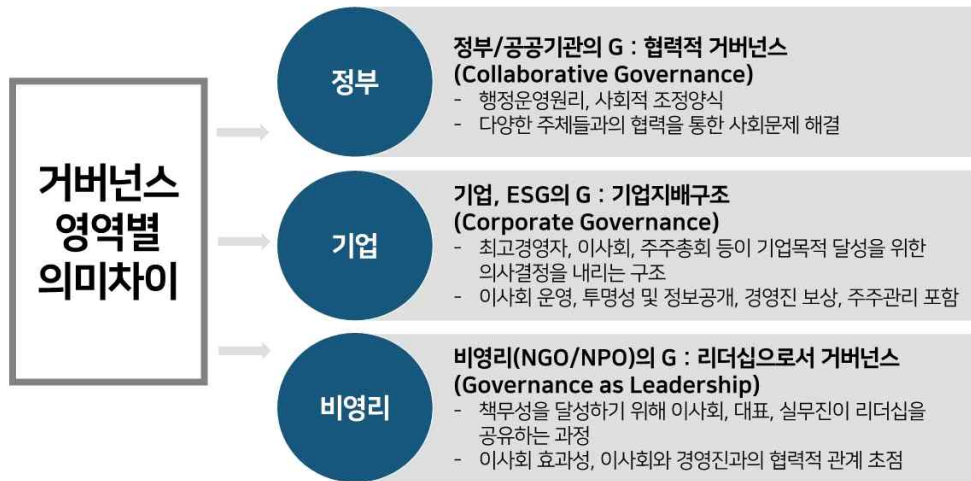 거버넌스
영역별
의미차이
정부
정부/공공기관의 G : 협력적 거버넌스
(Collaborative Governance)
- 행정운영원리, 사회적 조정양식
- 다양한 주체들과의 협력을 통한 사회문제 해결
기업
기업, ESG의 G : 기업지배구조
(Corporate Governance)
- 최고경영자, 이사회, 주주총회 등이 기업목적 달성을 위한
의사결정을 내리는 구조
- 이사회 운영, 투명성 및 정보공개, 경영진 보상, 주주관리 포함
비영리
비영리(NGO/NPO)의 G : 리더십으로서 거버넌스
(Governance as Leadership)
- 책무성을 달성하기 위해 이사회, 대표, 실무진이 리더십을
공유하는 과정
- 이사회 효과성, 이사회와 경영진과의 협력적 관계 초점